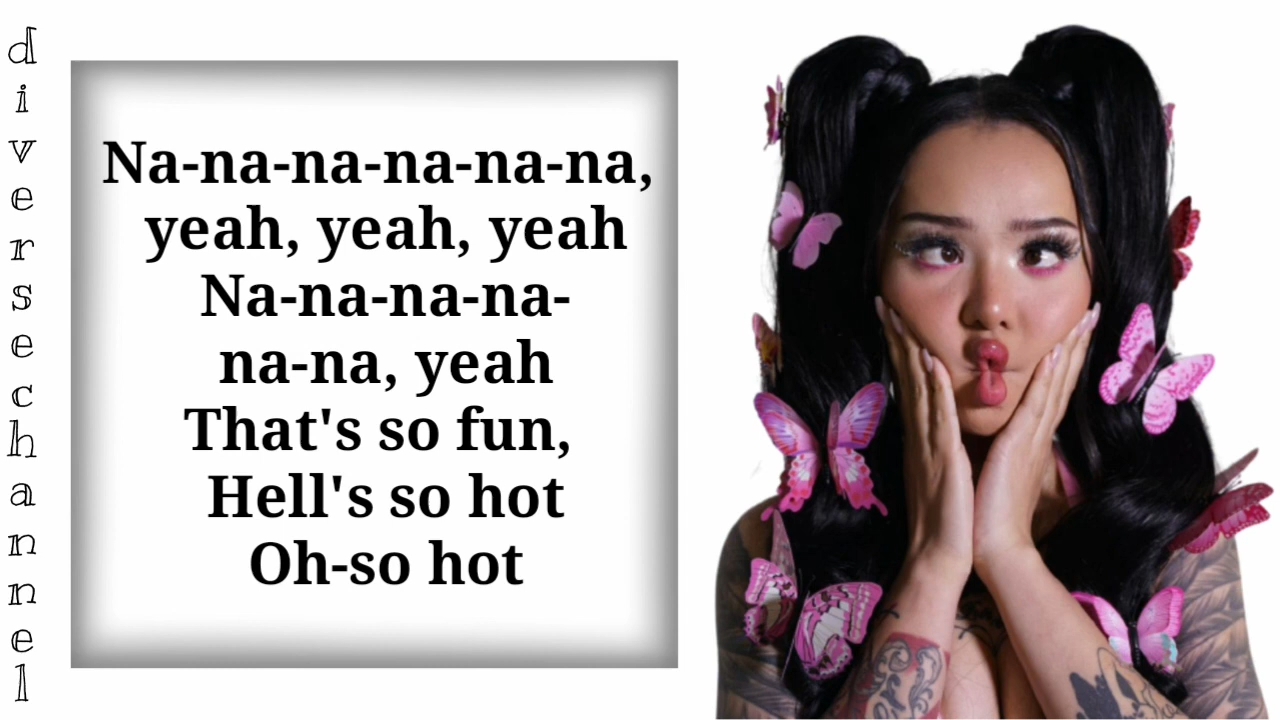 diversechannel
Na-na-na-na-na-na,
yeah, yeah, yeah
Na-na-na-na-
na-na, yeah
That's so fun,
Hell's so hot
Oh-so hot